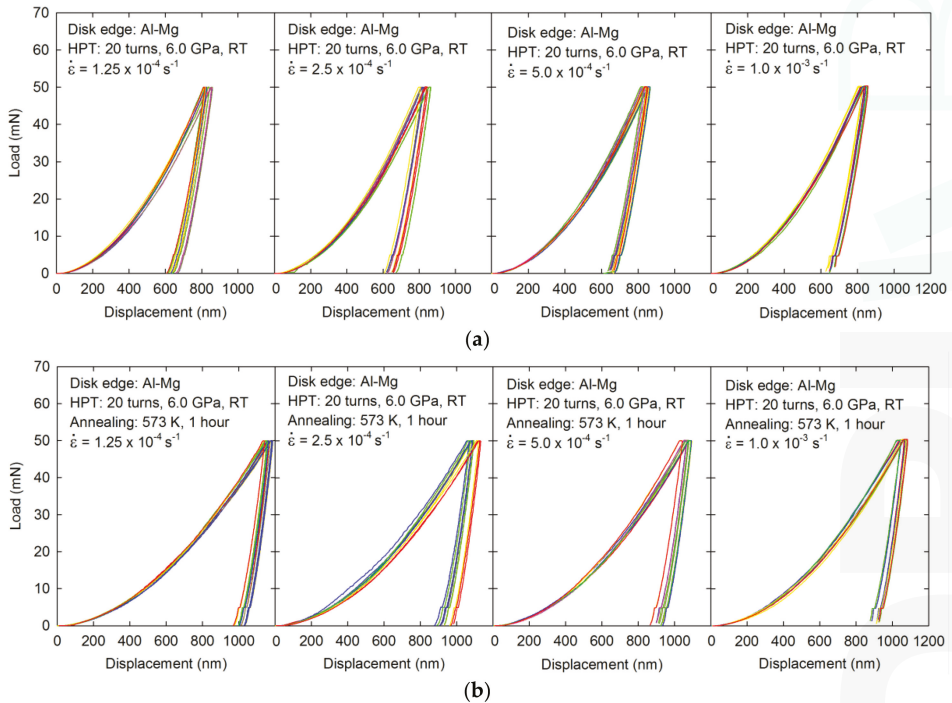 70
60
50
40
30
20
10
0
Load (mN)
Disk edge: Al-Mg
HPT: 20 turns, 6.0 GPa, RT
ε̇ = 1.25 x 10⁻⁴ s⁻¹
Disk edge: Al-Mg
HPT: 20 turns, 6.0 GPa, RT
ε̇ = 2.5 x 10⁻⁴ s⁻¹
Disk edge: Al-Mg
HPT: 20 turns, 6.0 GPa, RT
ε̇ = 5.0 x 10⁻⁴ s⁻¹
Disk edge: Al-Mg
HPT: 20 turns, 6.0 GPa, RT
ε̇ = 1.0 x 10⁻³ s⁻¹
0 200 400 600 800 1000 0 200 400 600 800 1000 0 200 400 600 800 1000 0 200 400 600 800 1000 1200
Displacement (nm) Displacement (nm) Displacement (nm) Displacement (nm)
(a)
70
60
50
40
30
20
10
0
Load (mN)
Disk edge: Al-Mg
HPT: 20 turns, 6.0 GPa, RT
Annealing: 573 K, 1 hour
ε̇ = 1.25 x 10⁻⁴ s⁻¹
Disk edge: Al-Mg
HPT: 20 turns, 6.0 GPa, RT
Annealing: 573 K, 1 hour
ε̇ = 2.5 x 10⁻⁴ s⁻¹
Disk edge: Al-Mg
HPT: 20 turns, 6.0 GPa, RT
Annealing: 573 K, 1 hour
ε̇ = 5.0 x 10⁻⁴ s⁻¹
Disk edge: Al-Mg
HPT: 20 turns, 6.0 GPa, RT
Annealing: 573 K, 1 hour
ε̇ = 1.0 x 10⁻³ s⁻¹
0 200 400 600 800 1000 0 200 400 600 800 1000 0 200 400 600 800 1000 0 200 400 600 800 1000 1200
Displacement (nm) Displacement (nm) Displacement (nm) Displacement (nm)
(b)